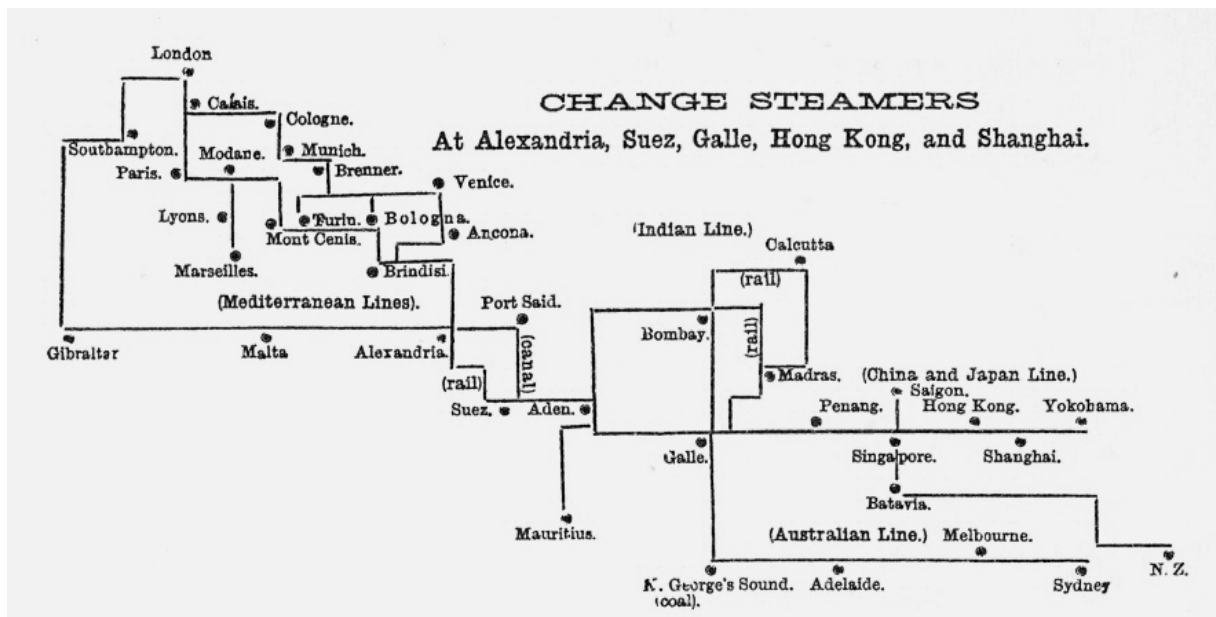 London
CHANGE STEAMERS
At Alexandria, Suez, Galle, Hong Kong, and Shanghai.
Calais.
Cologne.
Southampton.
Modane.
Munich.
Paris.
Brenner.
Venice.
Lyons.
Turin.
Bologna.
Mont Cenis.
Ancona.
(Indian Line.)
Calcutta
Marseilles.
Brindisi.
(rail)
(Mediterranean Lines).
Port Said.
Bombay.
(rail)
Gibraltar
Malta
Alexandria.
(canal)
(rail)
Madras.
(China and Japan Line.)
Saigon.
Suez.
Aden.
Penang.
Hong Kong.
Yokohama.
Galle.
Singapore.
Shanghai.
Batavia.
Mauritius.
(Australian Line.)
Melbourne.
N. Z.
K. George's Sound.
(coal).
Adelaide.
Sydney